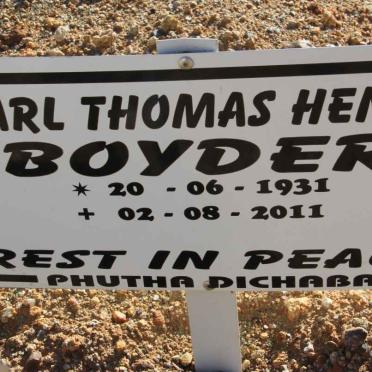 ARL THOMAS HEN
BOYDER
✶ 20 - 06 - 1931
+ 02 - 08 - 2011
REST IN PEAC
PHUTHA DICHABA